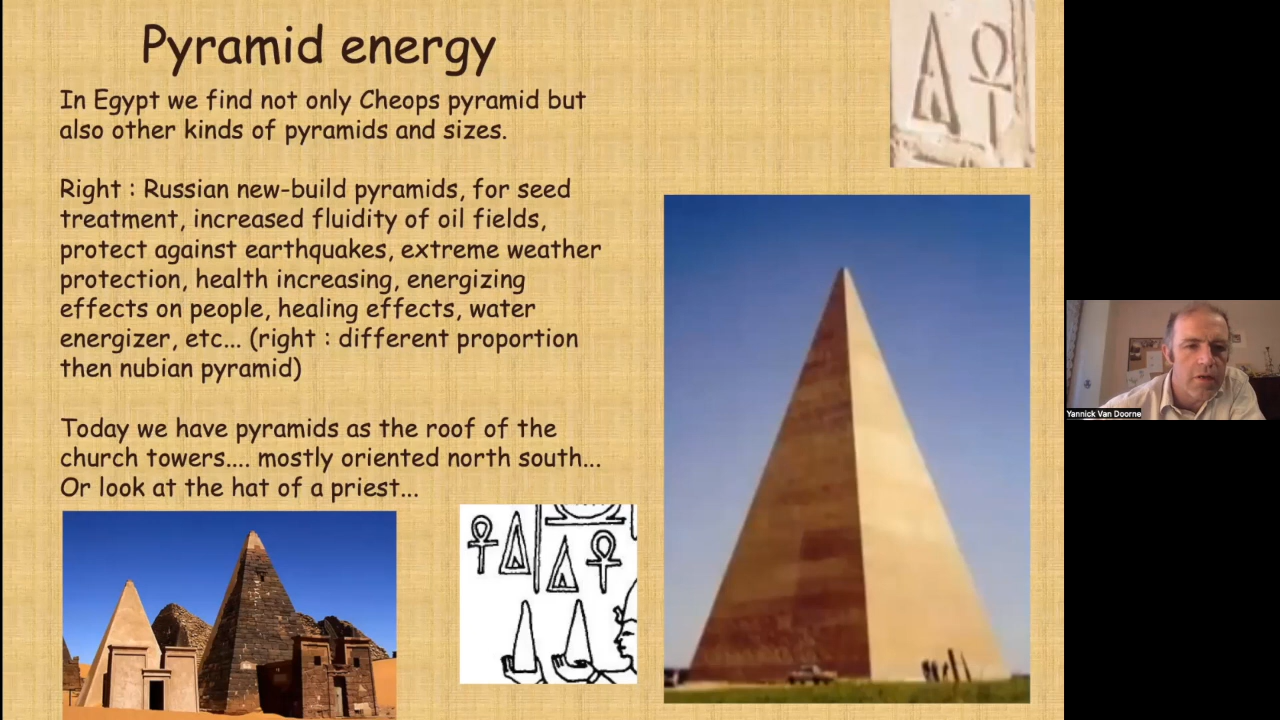 Pyramid energy
In Egypt we find not only Cheops pyramid but
also other kinds of pyramids and sizes.
Right : Russian new-build pyramids, for seed
treatment, increased fluidity of oil fields,
protect against earthquakes, extreme weather
protection, health increasing, energizing
effects on people, healing effects, water
energizer, etc... (right : different proportion
then nubian pyramid)
Today we have pyramids as the roof of the
church towers.... mostly oriented north south...
Or look at the hat of a priest...
Yannick Van Doorne